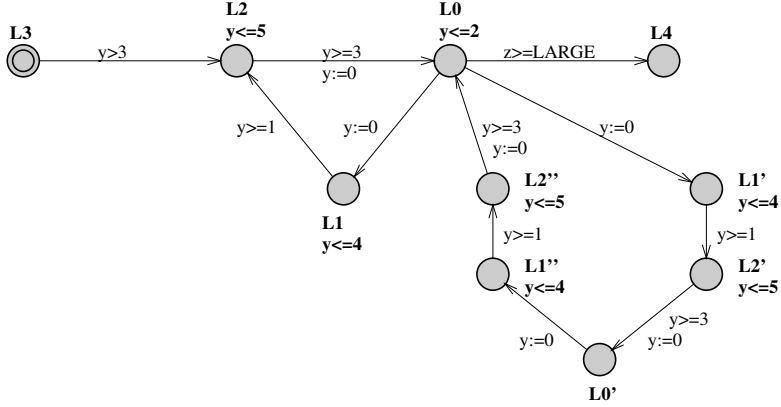 L3
y>3
L2
y<=5
y>=3
y:=0
L0
y<=2
z>=LARGE
L4
y>=1
y:=0
y>=3
y:=0
y:=0
L1
y<=4
L2''
y<=5
L1'
y<=4
y>=1
y>=1
L1''
y<=4
L2'
y<=5
y:=0
y>=3
y:=0
L0'